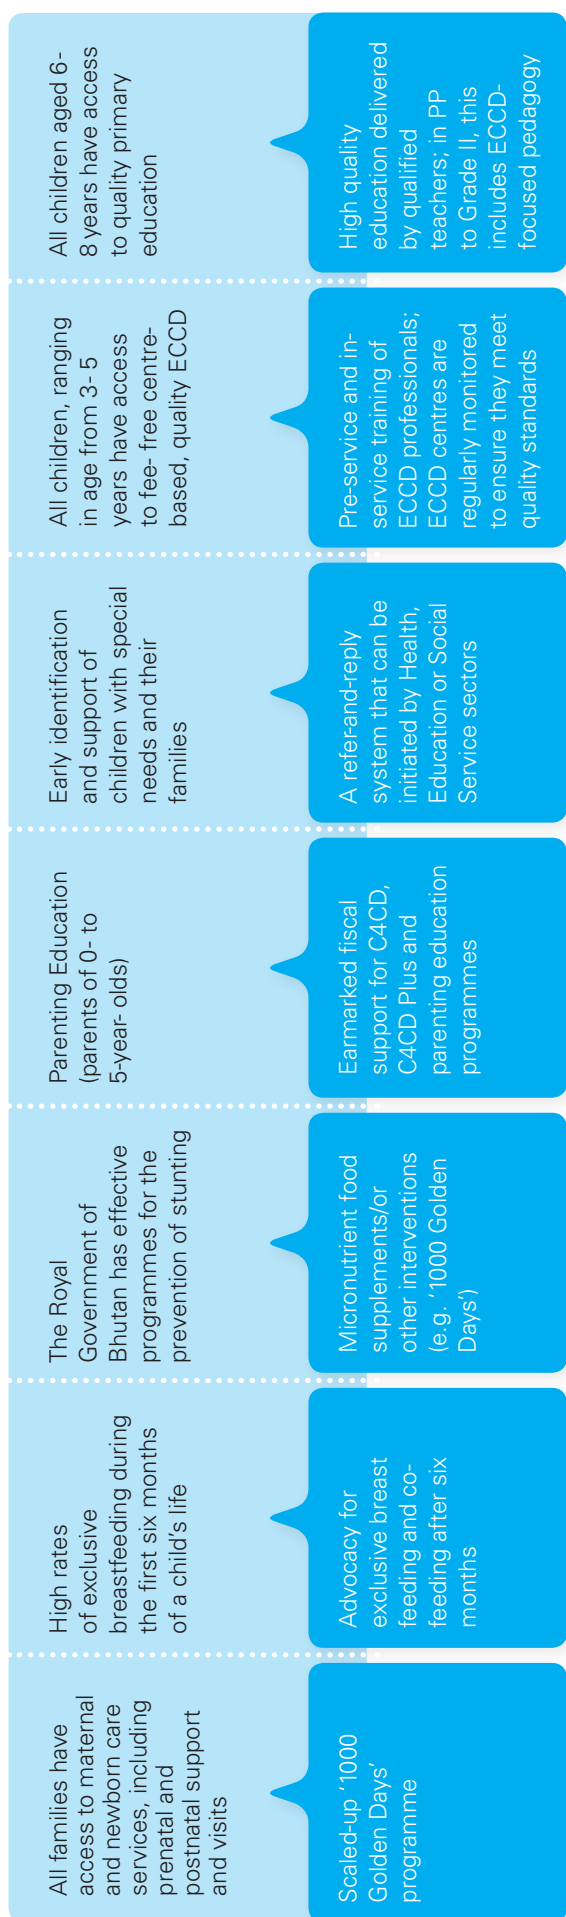 All families have
access to maternal
and newborn care
services, including
prenatal and
postnatal support
and visits
High rates
of exclusive
breastfeeding during
the first six months
of a child's life
The Royal
Government of
Bhutan has effective
programmes for the
prevention of stunting
Parenting Education
(parents of 0- to
5-year- olds)
Early identification
and support of
children with special
needs and their
families
All children, ranging
in age from 3- 5
years have access
to fee- free centre-
based, quality ECCD
All children aged 6-
8 years have access
to quality primary
education
Scaled-up '1000
Golden Days'
programme
Advocacy for
exclusive breast
feeding and co-
feeding after six
months
Micronutrient food
supplements/or
other interventions
(e.g. '1000 Golden
Days')
Earmarked fiscal
support for C4CD,
C4CD Plus and
parenting education
programmes
A refer-and-reply
system that can be
initiated by Health,
Education or Social
Service sectors
Pre-service and in-
service training of
ECCD professionals;
ECCD centres are
regularly monitored
to ensure they meet
quality standards
High quality
education delivered
by qualified
teachers; in PP
to Grade II, this
includes ECCD-
focused pedagogy